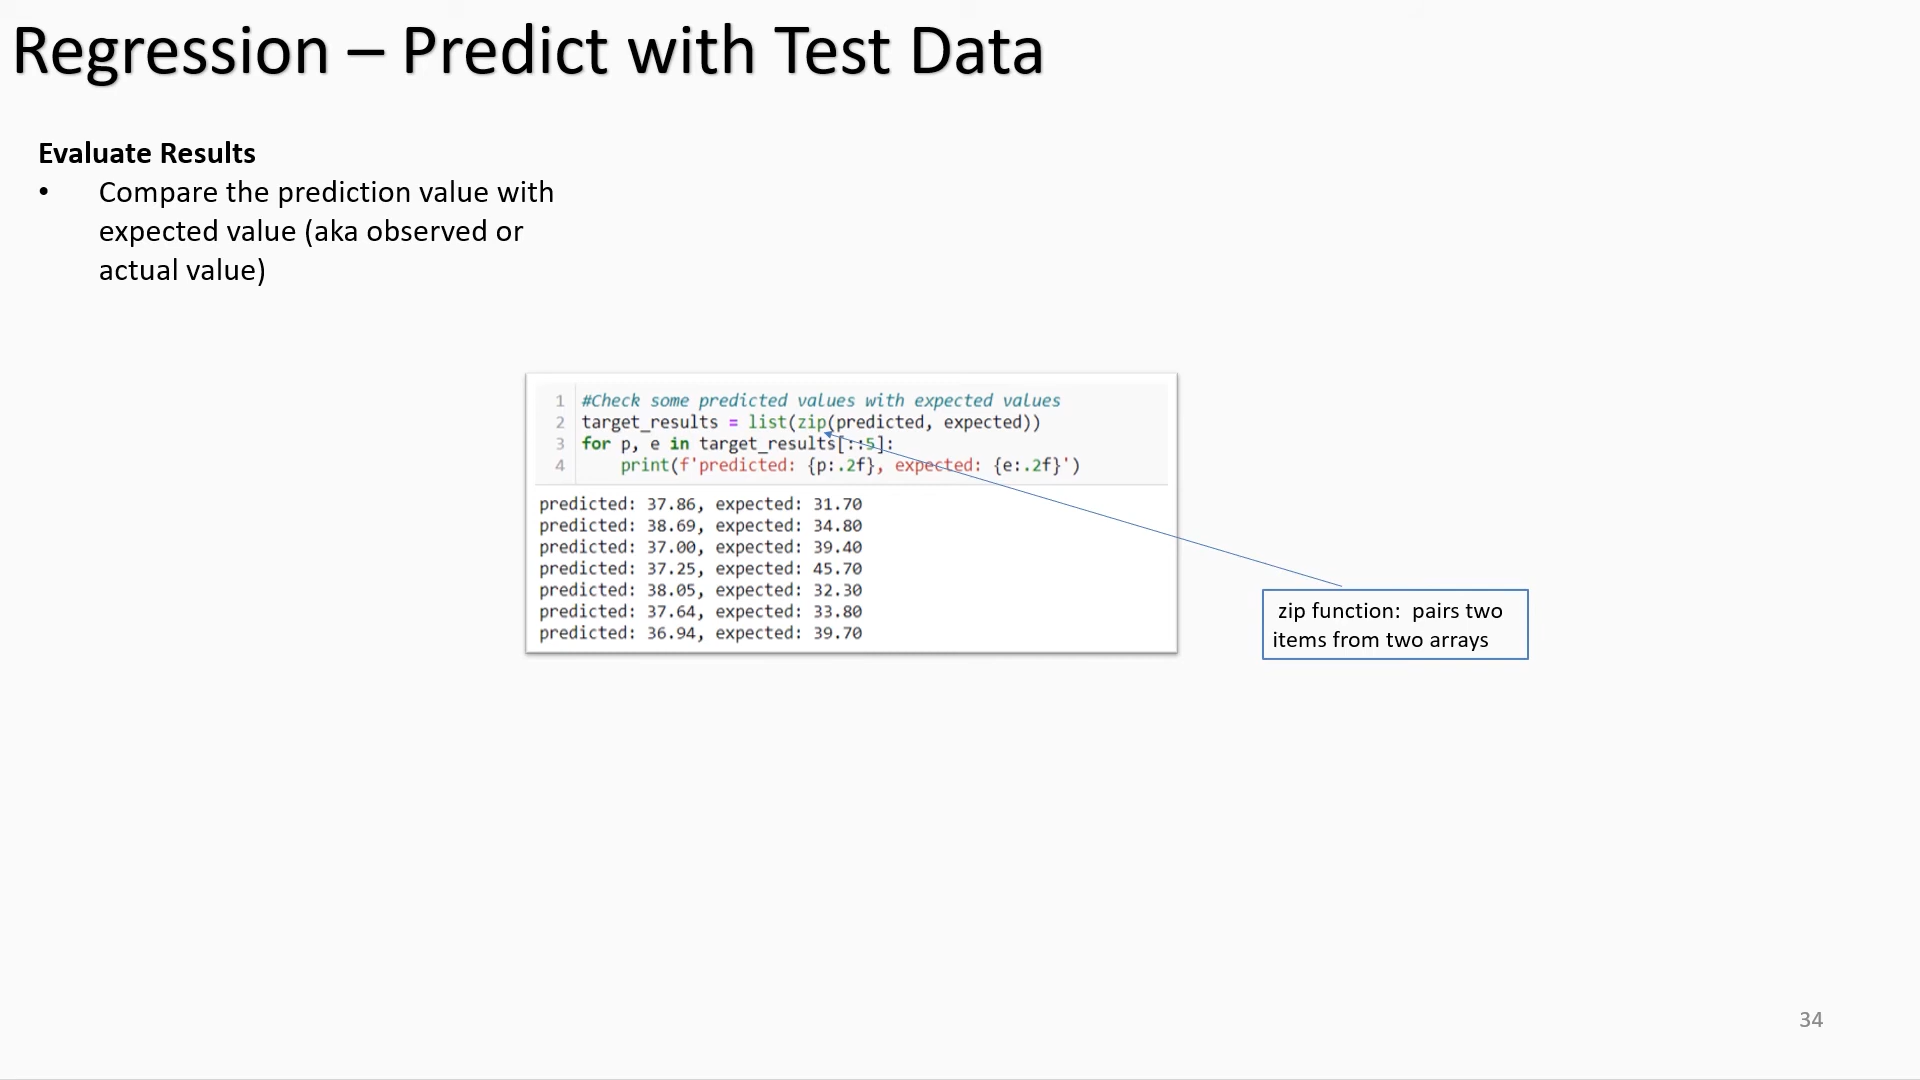 Regression – Predict with Test Data
Evaluate Results
• Compare the prediction value with
expected value (aka observed or
actual value)
1 #Check some predicted values with expected values
2 target_results = list(zip(predicted, expected))
3 for p, e in target_results[::5]:
4     print(f'predicted: {p:.2f}, expected: {e:.2f}')
predicted: 37.86, expected: 31.70
predicted: 38.69, expected: 34.80
predicted: 37.00, expected: 39.40
predicted: 37.25, expected: 45.70
predicted: 38.05, expected: 32.30
predicted: 37.64, expected: 33.80
predicted: 36.94, expected: 39.70
zip function:  pairs two
items from two arrays
34